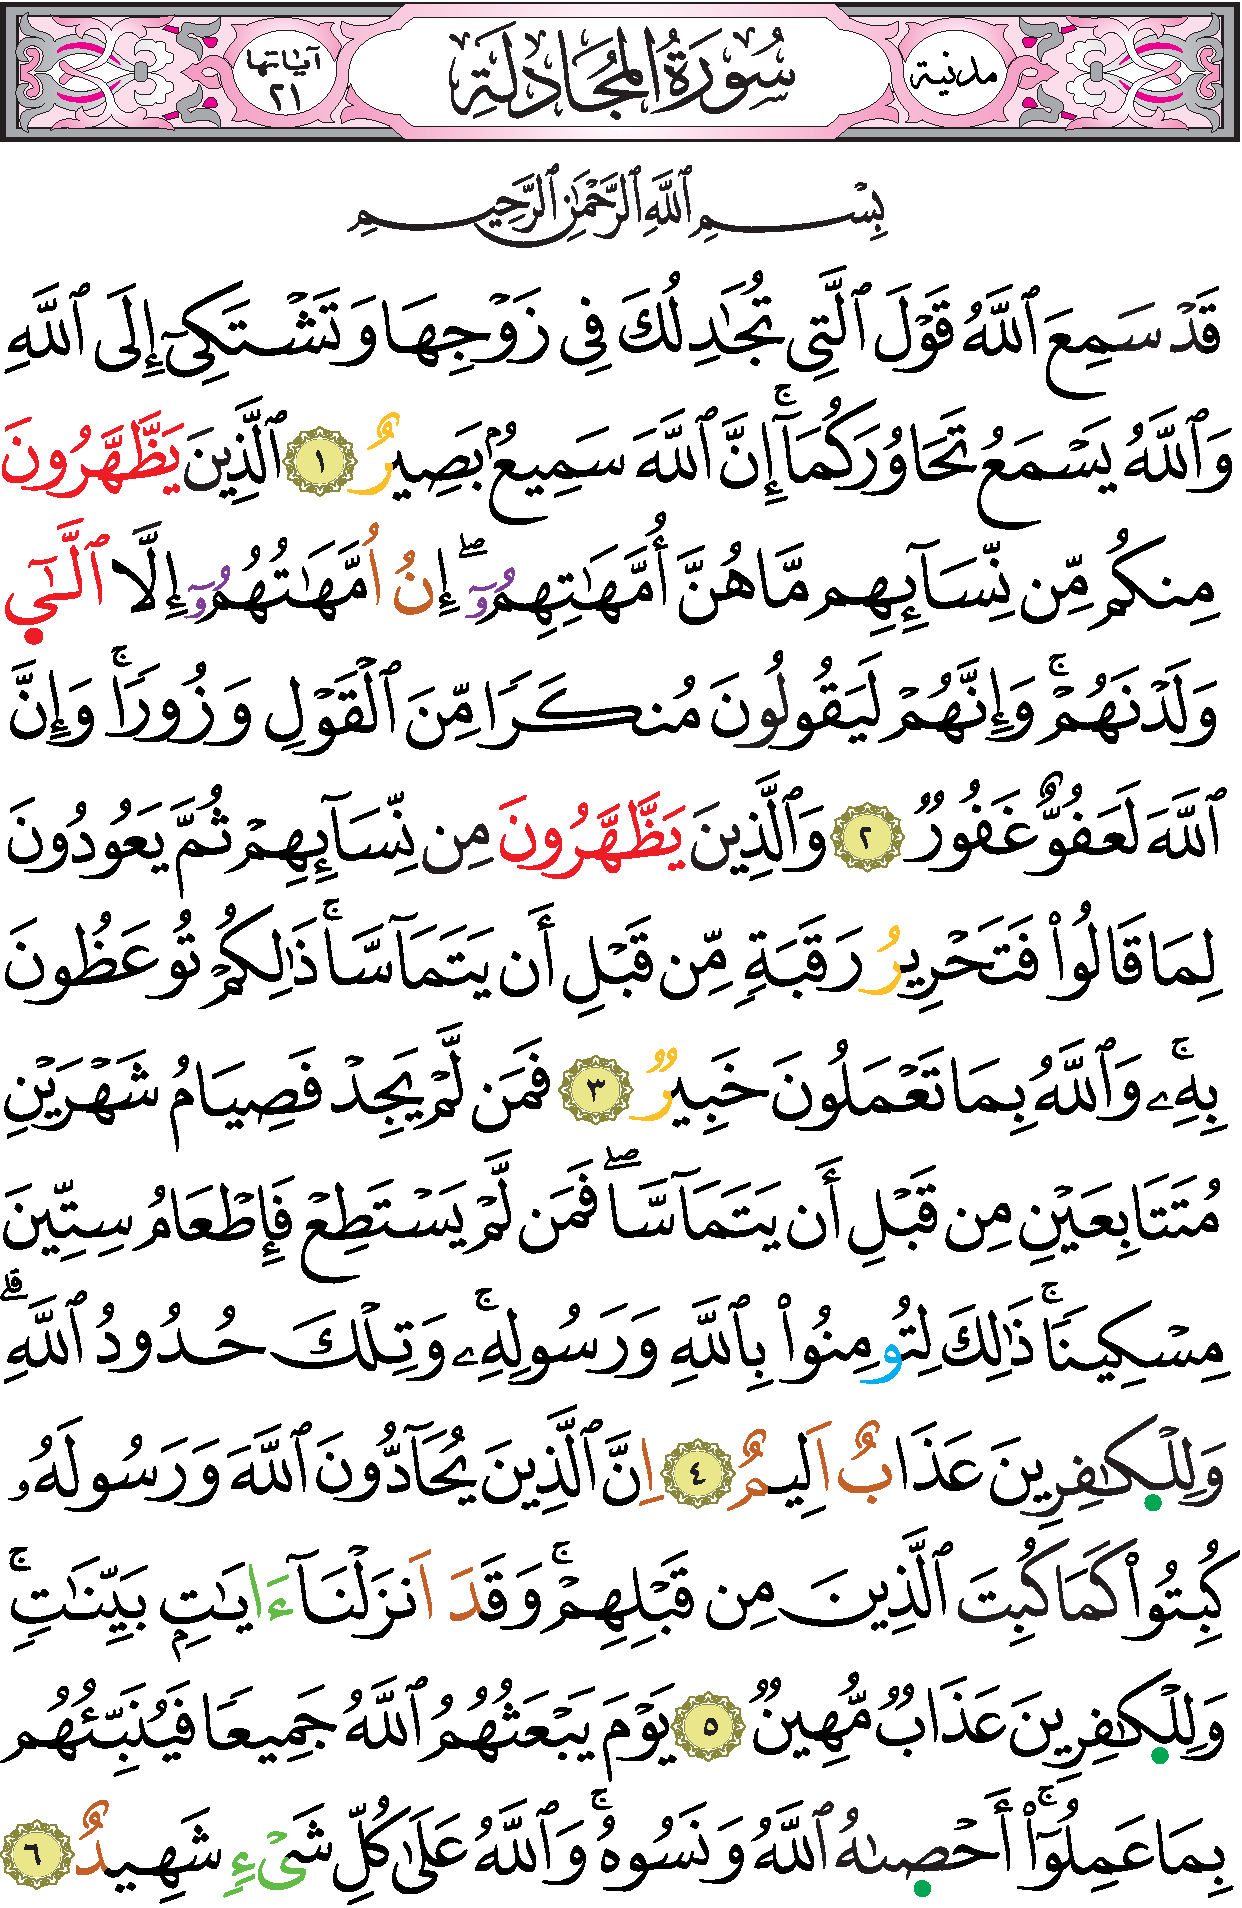 مدنية سُورَةُ المُجَادلَة آياتها ٢١
بِسْمِ ٱللَّهِ ٱلرَّحْمَٰنِ ٱلرَّحِيمِ
قَدْ سَمِعَ ٱللَّهُ قَوْلَ ٱلَّتِى تُجَٰدِلُكَ فِى زَوْجِهَا وَتَشْتَكِىٓ إِلَى ٱللَّهِ
وَٱللَّهُ يَسْمَعُ تَحَاوُرَكُمَآ ۚ إِنَّ ٱللَّهَ سَمِيعُۢ بَصِيرٌ ١ ٱلَّذِينَ يَظَّهَّرُونَ
مِنكُم مِّن نِّسَآئِهِم مَّا هُنَّ أُمَّهَٰتِهِمُۥٓ ۖ إِنُ ا۟مَّهَٰتُهُمُۥٓ إِلَّا ٱلَّٰٓـِٔي
وَلَدْنَهُمْ ۚ وَإِنَّهُمْ لَيَقُولُونَ مُنكَرًا مِّنَ ٱلْقَوْلِ وَزُورًا ۚ وَإِنَّ
ٱللَّهَ لَعَفُوٌّ غَفُورٌ ٢ وَٱلَّذِينَ يَظَّهَّرُونَ مِن نِّسَآئِهِمْ ثُمَّ يَعُودُونَ
لِمَا قَالُوا۟ فَتَحْرِيرُ رَقَبَةٍ مِّن قَبْلِ أَن يَتَمَآسَّا ۚ ذَٰلِكُمْ تُوعَظُونَ
بِهِۦ ۚ وَٱللَّهُ بِمَا تَعْمَلُونَ خَبِيرٌ ٣ فَمَن لَّمْ يَجِدْ فَصِيَامُ شَهْرَيْنِ
مُتَتَابِعَيْنِ مِن قَبْلِ أَن يَتَمَآسَّا ۖ فَمَن لَّمْ يَسْتَطِعْ فَإِطْعَامُ سِتِّينَ
مِسْكِينًا ۚ ذَٰلِكَ لِتُومِنُوا۟ بِٱللَّهِ وَرَسُولِهِۦ ۚ وَتِلْكَ حُدُودُ ٱللَّهِ ۗ
وَلِلْكَٰفِرِينَ عَذَابٌ اَلِيمٌ ٤ اِنَّ ٱلَّذِينَ يُحَآدُّونَ ٱللَّهَ وَرَسُولَهُۥ
كُبِتُوا۟ كَمَا كُبِتَ ٱلَّذِينَ مِن قَبْلِهِمْ ۚ وَقَدَ اَنزَلْنَآ ءَايَٰتِۭ بَيِّنَٰتٍ ۚ
وَلِلْكَٰفِرِينَ عَذَابٌ مُّهِينٌ ٥ يَوْمَ يَبْعَثُهُمُ ٱللَّهُ جَمِيعًا فَيُنَبِّئُهُم
بِمَا عَمِلُوٓا۟ ۚ أَحْصىٰهُ ٱللَّهُ وَنَسُوهُ ۚ وَٱللَّهُ عَلَىٰ كُلِّ شَىْءٍ شَهِيدٌ ٦